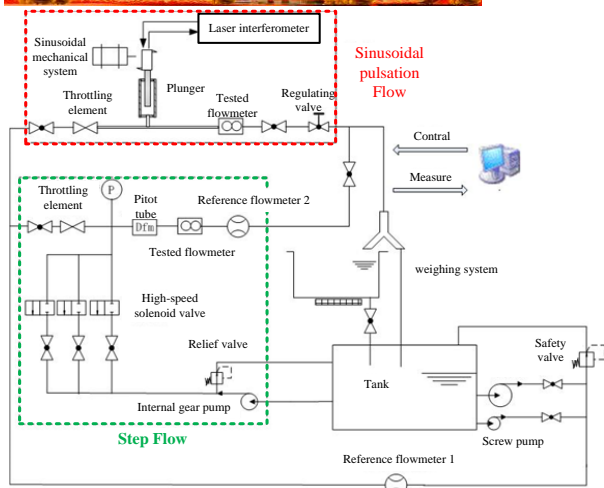 Laser interferometer
Sinusoidal
mechanical
system
Sinusoidal
pulsation
Flow
Plunger
Throttling
element
Tested
flowmeter
Regulating
valve
Contral
Measure
Throttling
element
P
Pitot
tube
Dfm
Reference flowmeter 2
Tested flowmeter
weighing system
High-speed
solenoid valve
Relief valve
Safety
valve
Tank
Internal gear pump
Screw pump
Step Flow
Reference flowmeter 1